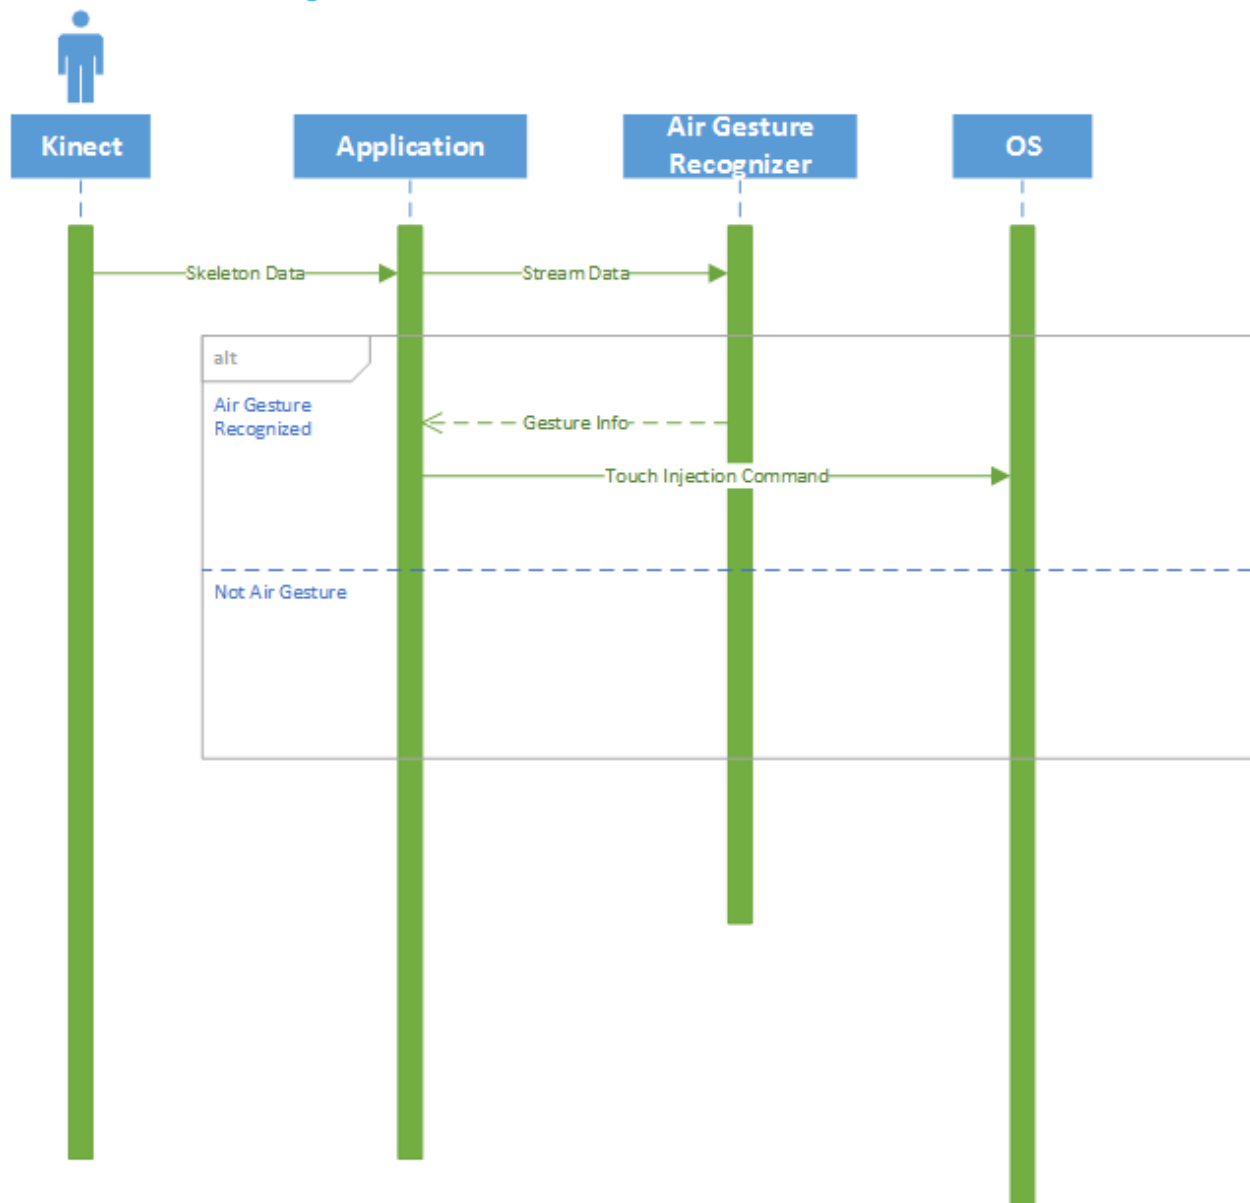 Kinect
Application
Air Gesture
Recognizer
OS
Skeleton Data
Stream Data
alt
Air Gesture
Recognized
Gesture Info
Touch Injection Command
Not Air Gesture